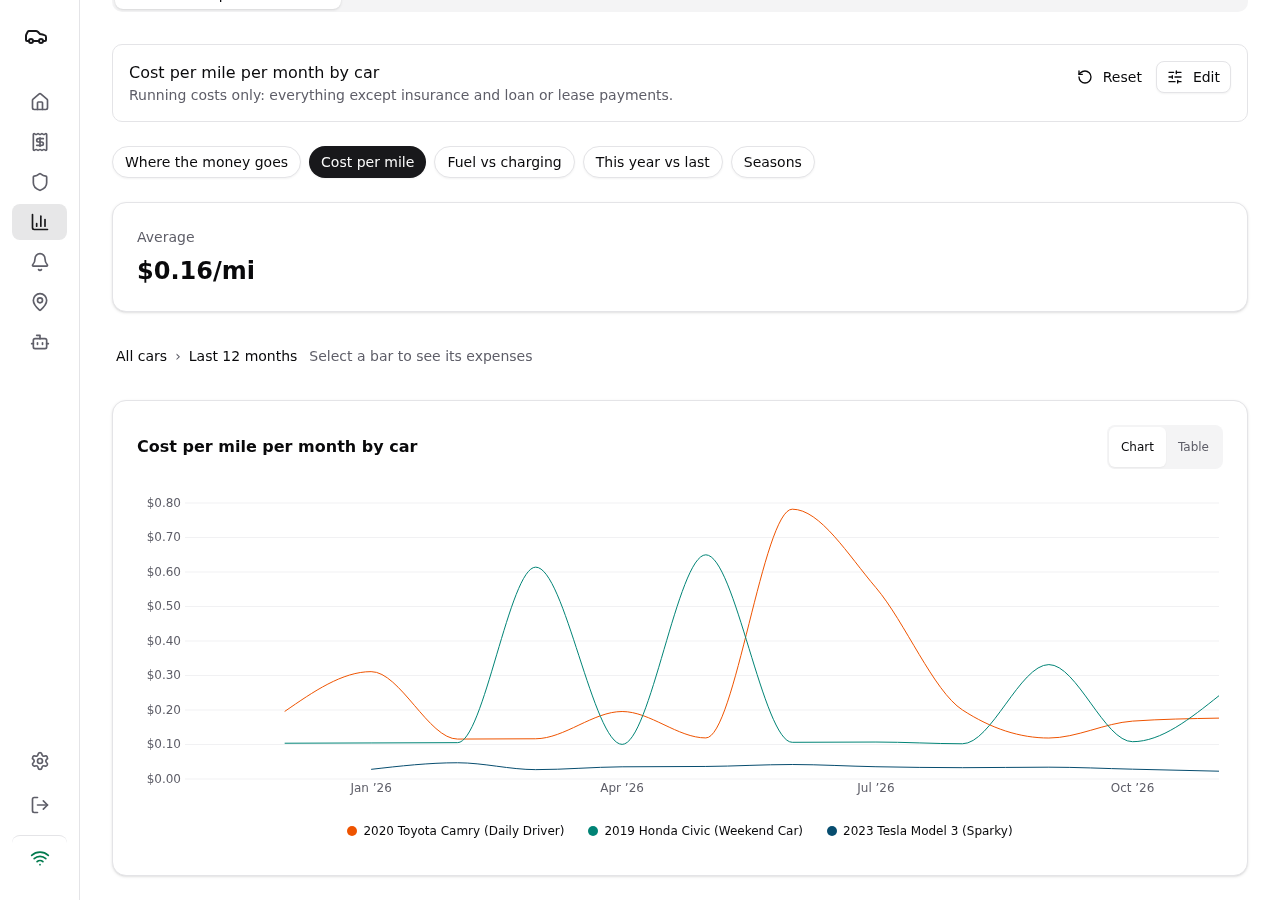 Cost per mile per month by car
Running costs only: everything except insurance and loan or lease payments.
Reset
Edit
Where the money goes
Cost per mile
Fuel vs charging
This year vs last
Seasons
Average
$0.16/mi
All cars › Last 12 months Select a bar to see its expenses
Cost per mile per month by car
Chart
Table
$0.80
$0.70
$0.60
$0.50
$0.40
$0.30
$0.20
$0.10
$0.00
Jan ’26
Apr ’26
Jul ’26
Oct ’26
2020 Toyota Camry (Daily Driver)
2019 Honda Civic (Weekend Car)
2023 Tesla Model 3 (Sparky)